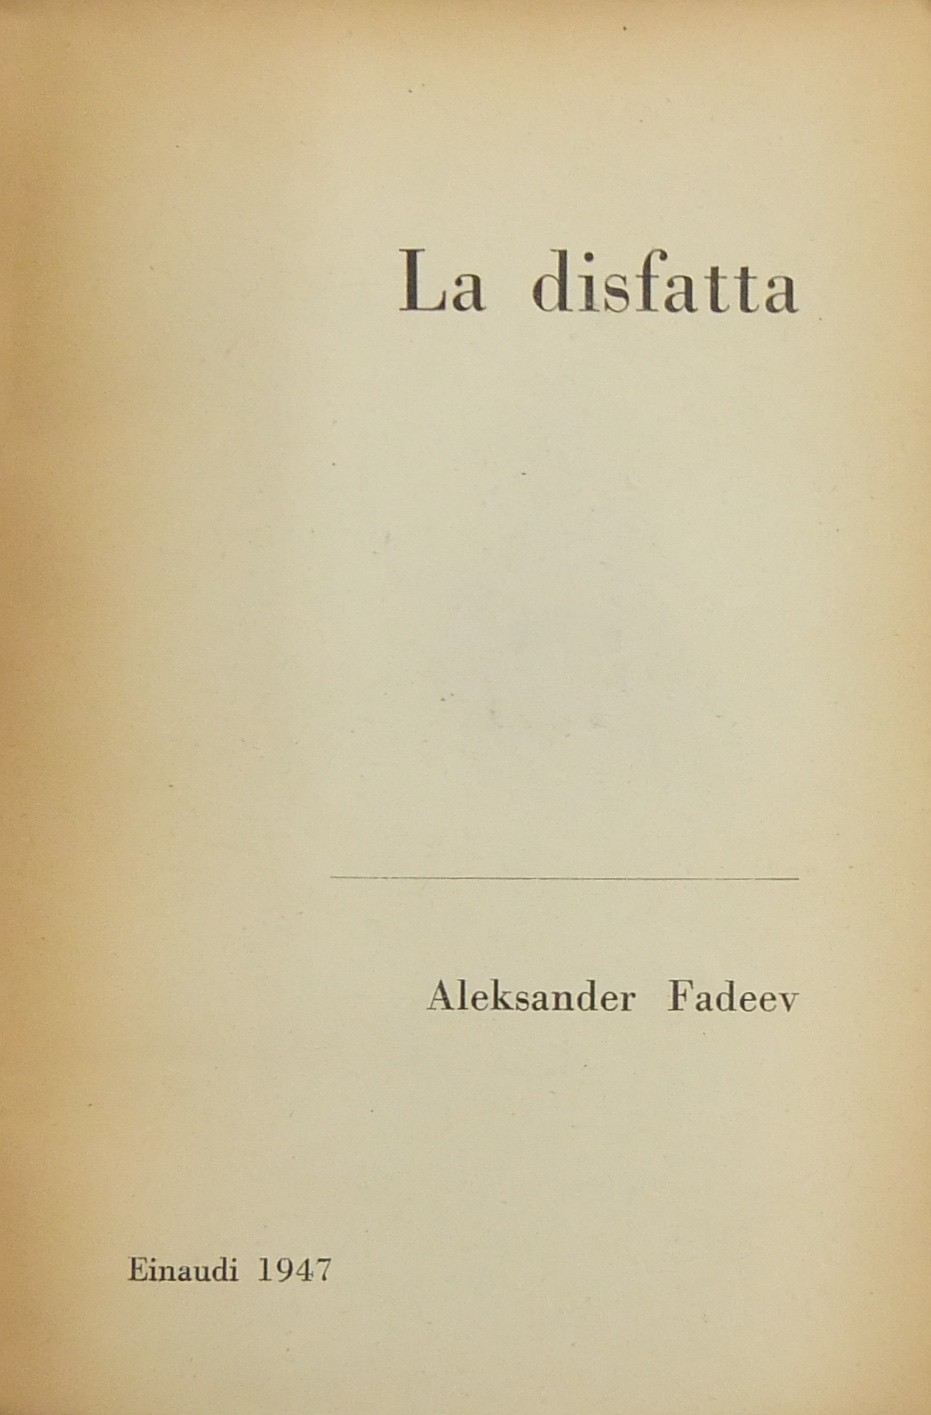 La disfatta
Aleksander Fadeev
Einaudi 1947